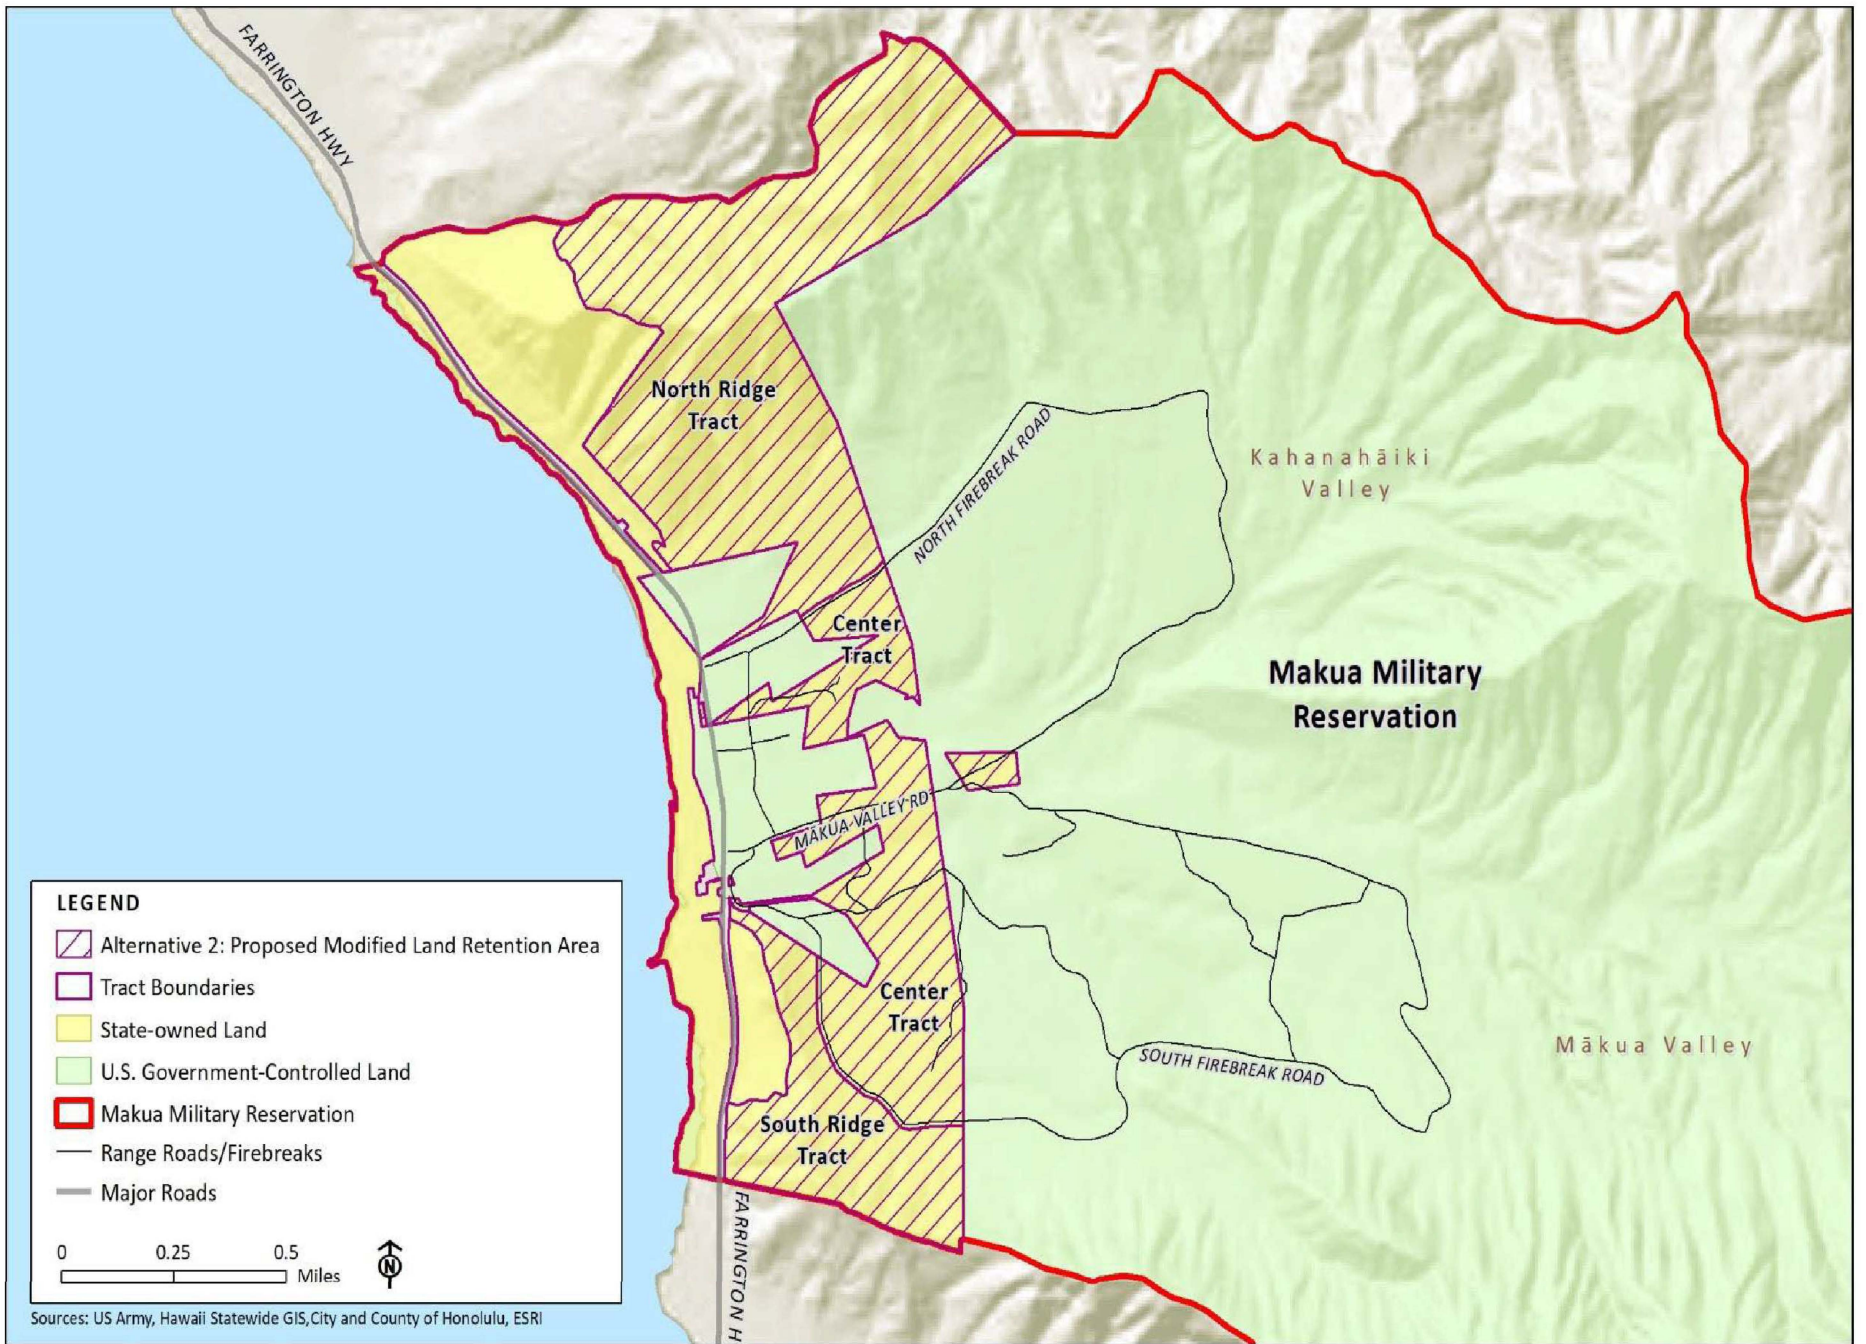 FARRINGTON HWY
North Ridge
Tract
NORTH FIREBREAK ROAD
Kahanahāiki
Valley
Center
Tract
Makua Military
Reservation
MĀKUA VALLEY RD
Center
Tract
SOUTH FIREBREAK ROAD
Mākua Valley
South Ridge
Tract
FARRINGTON H
LEGEND
Alternative 2: Proposed Modified Land Retention Area
Tract Boundaries
State-owned Land
U.S. Government-Controlled Land
Makua Military Reservation
Range Roads/Firebreaks
Major Roads
0 0.25 0.5
Miles
N
Sources: US Army, Hawaii Statewide GIS,City and County of Honolulu, ESRI